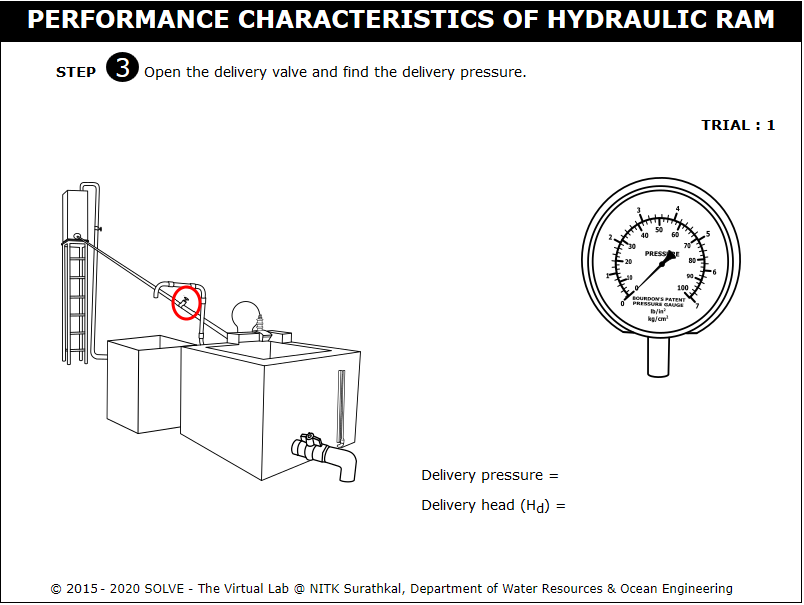 PERFORMANCE CHARACTERISTICS OF HYDRAULIC RAM
STEP 3 Open the delivery valve and find the delivery pressure.
TRIAL : 1
0 1 2 3 4 5 6 7
0 10 20 30 40 50 60 70 80 90 100
PRESSURE
BOURDON'S PATENT
PRESSURE GAUGE
lb/in²
kg/cm²
Delivery pressure =
Delivery head (Hd) =
© 2015 - 2020 SOLVE - The Virtual Lab @ NITK Surathkal, Department of Water Resources & Ocean Engineering